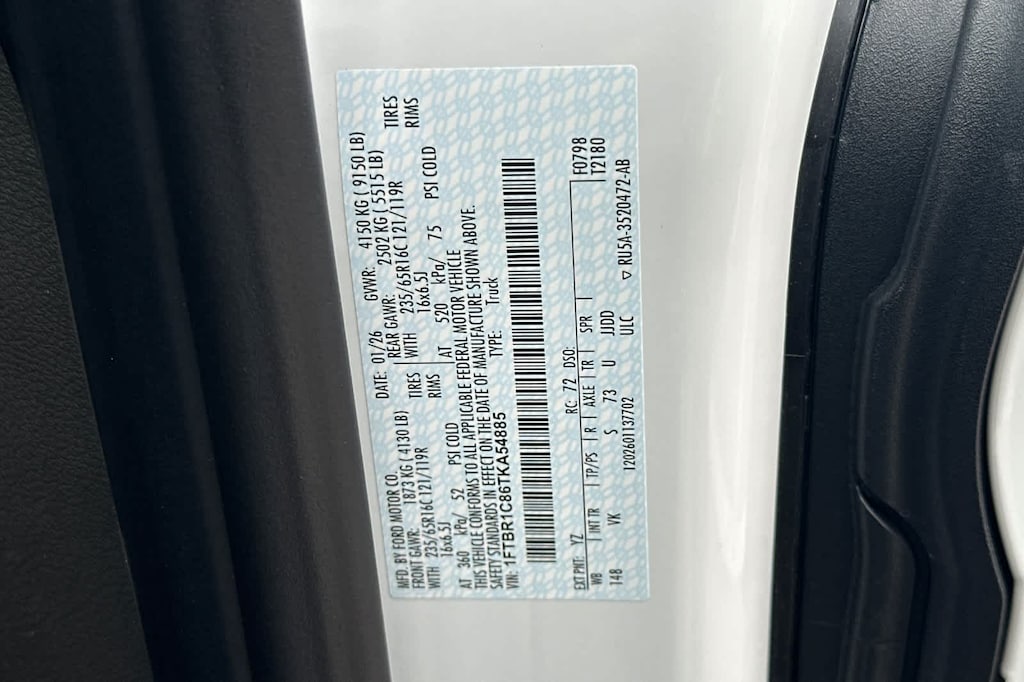 MFD. BY FORD MOTOR CO.
DATE: 01/26 GVWR: 4150 KG ( 9150 LB)
FRONT GAWR: 1873 KG ( 4130 LB) REAR GAWR: 2502 KG ( 5515 LB)
WITH 235/65R16C 121/119R TIRES WITH 235/65R16C 121/119R TIRES
16x6.5J RIMS 16x6.5J RIMS
AT 360 kPa/ 52 PSI COLD AT 520 kPa/ 75 PSI COLD
THIS VEHICLE CONFORMS TO ALL APPLICABLE FEDERAL MOTOR VEHICLE
SAFETY STANDARDS IN EFFECT ON THE DATE OF MANUFACTURE SHOWN ABOVE.
VIN: 1FTBR1C86TKA54885 TYPE: Truck
F0798
T2180
EXT PNT: YZ RC: 72 DSO:
WB INT TR TP/PS R AXLE TR SPR
148 VK S 73 U JJDD
120260137702 ULC ▽ RU5A-3520472-AB